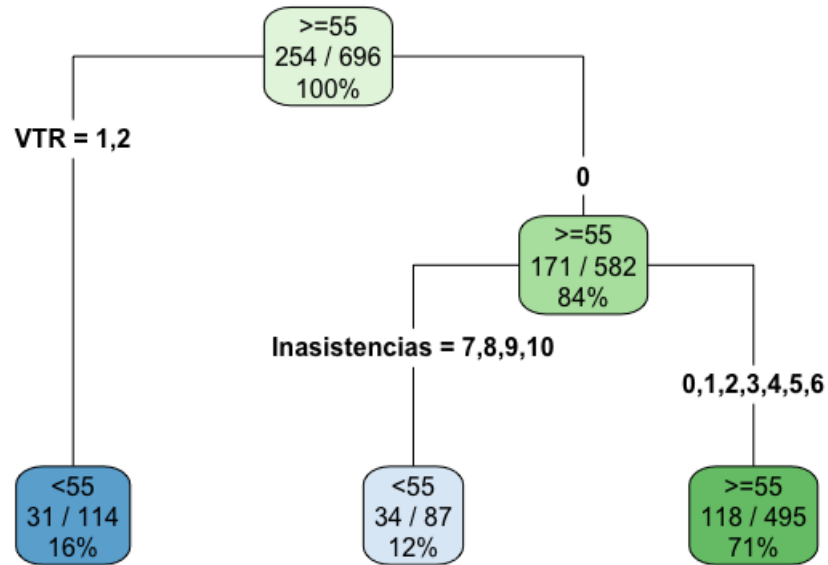 >=55
254 / 696
100%
VTR = 1,2
0
>=55
171 / 582
84%
Inasistencias = 7,8,9,10
0,1,2,3,4,5,6
<55
31 / 114
16%
<55
34 / 87
12%
>=55
118 / 495
71%